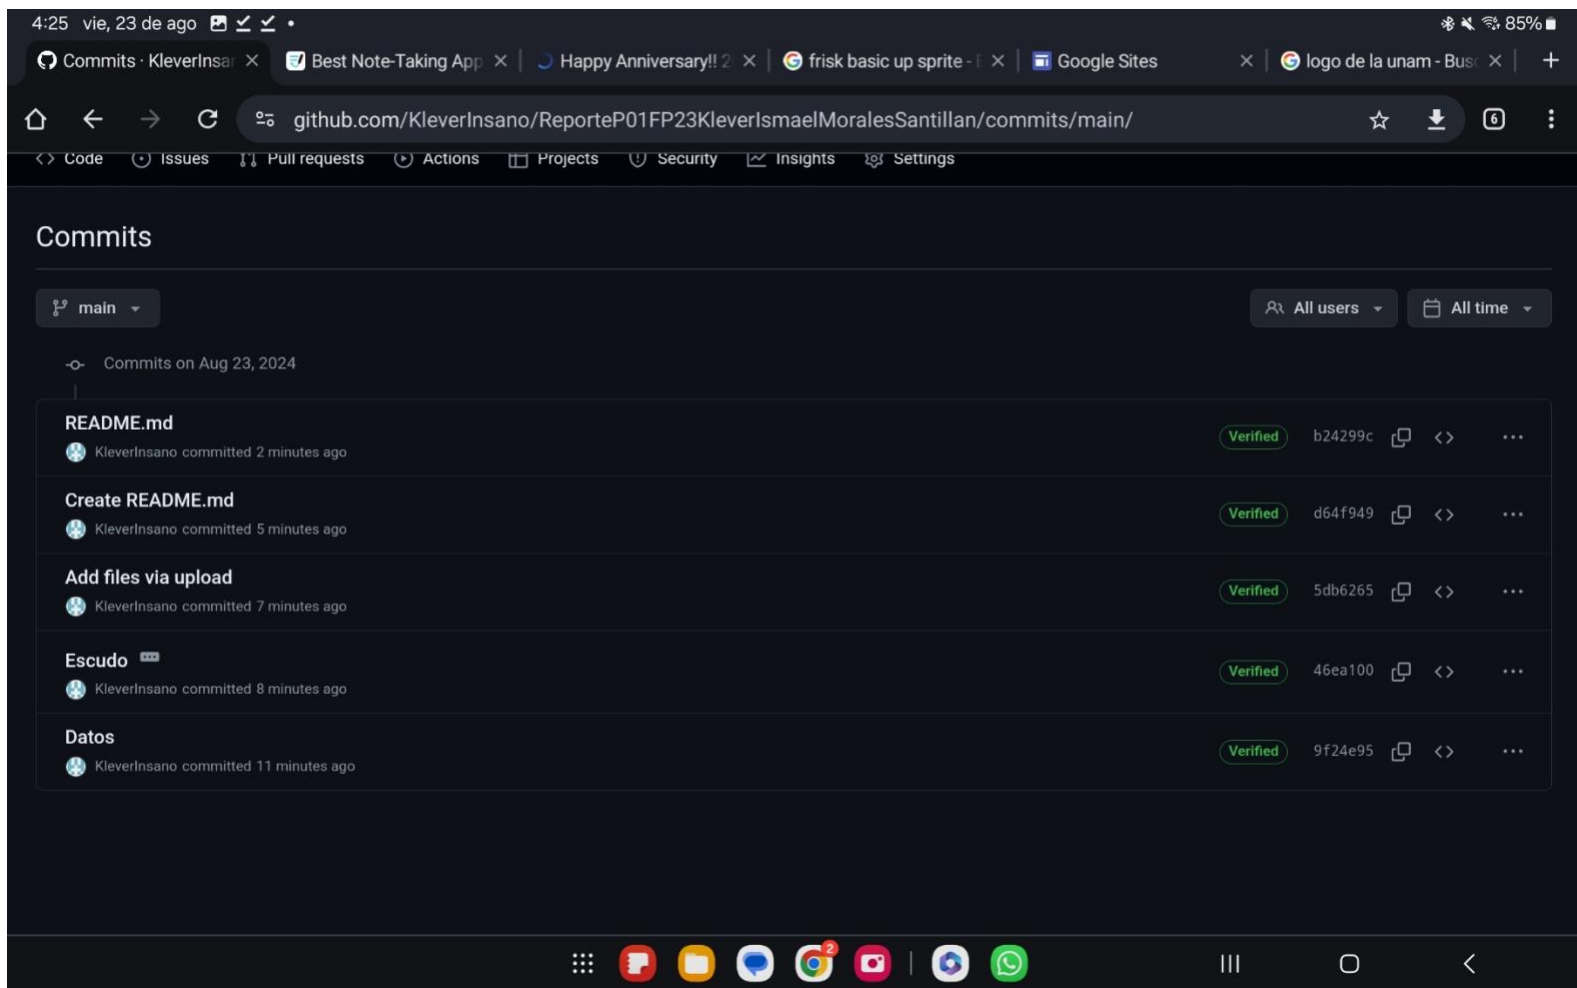 4:25 vie, 23 de ago 85%
Commits · KleverInsan Best Note-Taking App Happy Anniversary!! 2 frisk basic up sprite - B Google Sites logo de la unam - Busc
github.com/KleverInsano/ReporteP01FP23KleverIsmaelMoralesSantillan/commits/main/ 6
Code Issues Pull requests Actions Projects Security Insights Settings
Commits
main All users All time
Commits on Aug 23, 2024
README.md
KleverInsano committed 2 minutes ago Verified b24299c
Create README.md
KleverInsano committed 5 minutes ago Verified d64f949
Add files via upload
KleverInsano committed 7 minutes ago Verified 5db6265
Escudo
KleverInsano committed 8 minutes ago Verified 46ea100
Datos
KleverInsano committed 11 minutes ago Verified 9f24e95
2